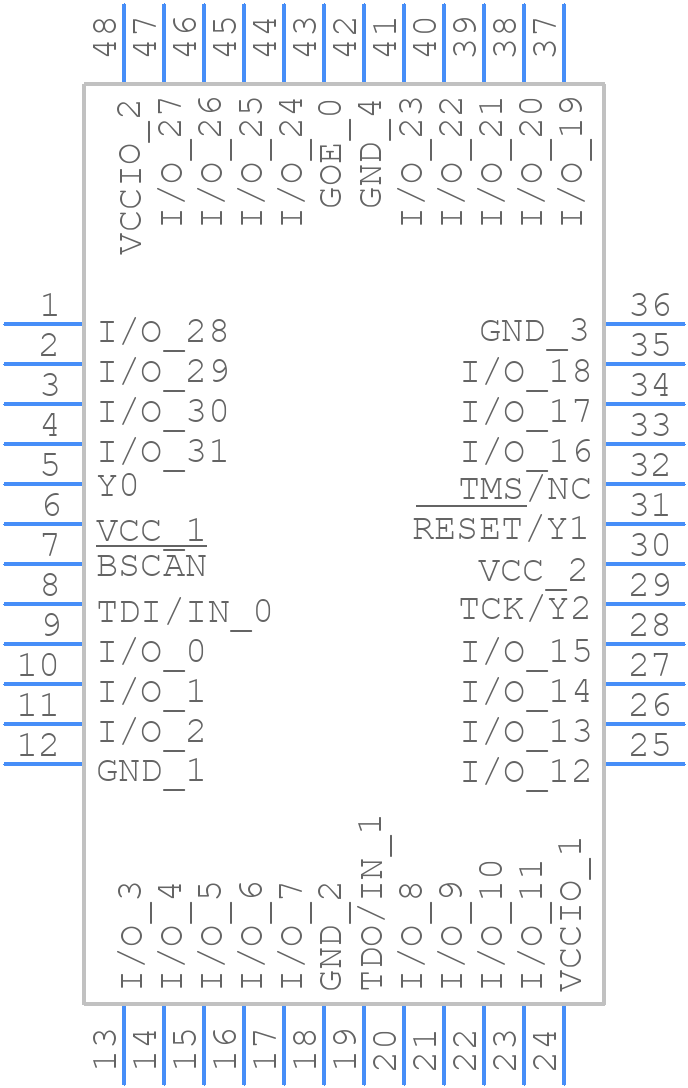 48
47
46
45
44
43
42
41
40
39
38
37
VCCIO_2
I/O_27
I/O_26
I/O_25
I/O_24
GOE_0
GND_4
I/O_23
I/O_22
I/O_21
I/O_20
I/O_19
1
I/O_28
2
I/O_29
3
I/O_30
4
I/O_31
5
Y0
6
VCC_1
7
BSCAN
8
TDI/IN_0
9
I/O_0
10
I/O_1
11
I/O_2
12
GND_1
36
GND_3
35
I/O_18
34
I/O_17
33
I/O_16
32
TMS/NC
31
RESET/Y1
30
VCC_2
29
TCK/Y2
28
I/O_15
27
I/O_14
26
I/O_13
25
I/O_12
I/O_3
I/O_4
I/O_5
I/O_6
I/O_7
GND_2
TDO/IN_1
I/O_8
I/O_9
I/O_10
I/O_11
VCCIO_1
13
14
15
16
17
18
19
20
21
22
23
24